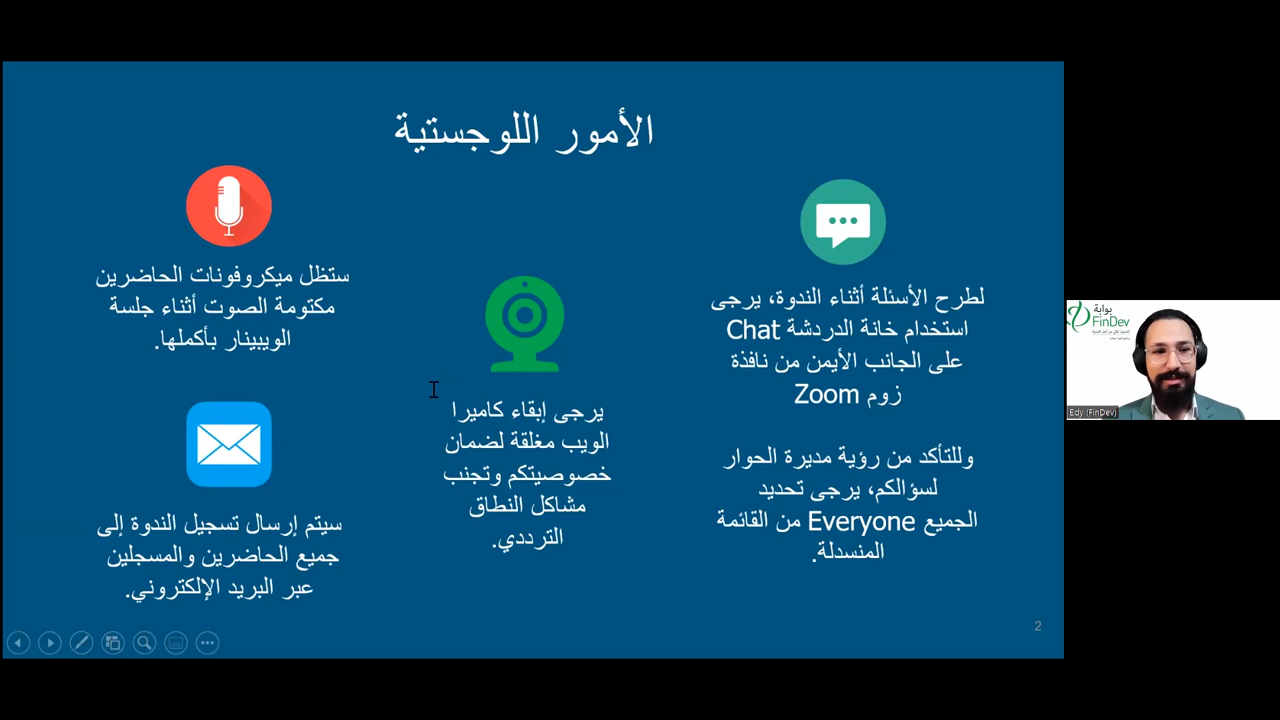 الأمور اللوجستية
لطرح الأسئلة أثناء الندوة، يرجى
استخدام خانة الدردشة Chat
على الجانب الأيمن من نافذة
زوم Zoom
وللتأكد من رؤية مديرة الحوار
لسؤالكم، يرجى تحديد
الجميع Everyone من القائمة
المنسدلة.
يرجى إبقاء كاميرا
الويب مغلقة لضمان
خصوصيتكم وتجنب
مشاكل النطاق
الترددي.
ستظل ميكروفونات الحاضرين
مكتومة الصوت أثناء جلسة
الويبينار بأكملها.
سيتم إرسال تسجيل الندوة إلى
جميع الحاضرين والمسجلين
عبر البريد الإلكتروني.
2
بوابة
FinDev
Edy (FinDev)